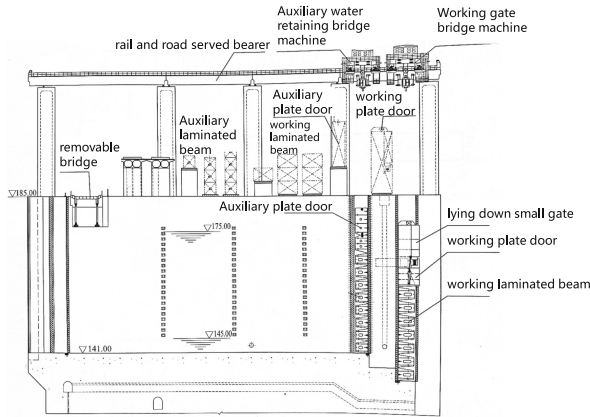 Auxiliary water
retaining bridge
machine
Working gate
bridge machine
rail and road served bearer
Auxiliary
plate door
working
plate door
Auxiliary
laminated
beam
working
laminated
beam
removable
bridge
185.00
Auxiliary plate door
lying down small gate
175.00
working plate door
working laminated beam
145.00
141.00